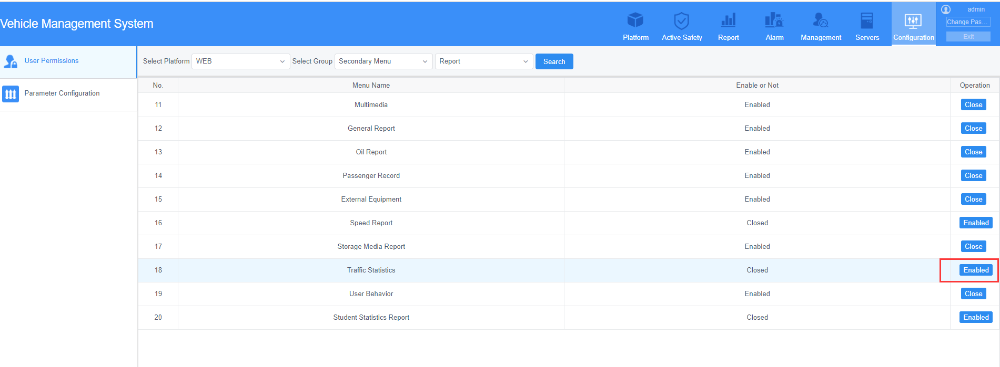 Vehicle Management System
Platform
Active Safety
Report
Alarm
Management
Servers
Configuration
admin
Change Pas...
Exit
User Permissions
Parameter Configuration
Select Platform WEB Select Group Secondary Menu Report Search
No. Menu Name Enable or Not Operation
11 Multimedia Enabled Close
12 General Report Enabled Close
13 Oil Report Enabled Close
14 Passenger Record Enabled Close
15 External Equipment Enabled Close
16 Speed Report Closed Enabled
17 Storage Media Report Enabled Close
18 Traffic Statistics Closed Enabled
19 User Behavior Enabled Close
20 Student Statistics Report Closed Enabled